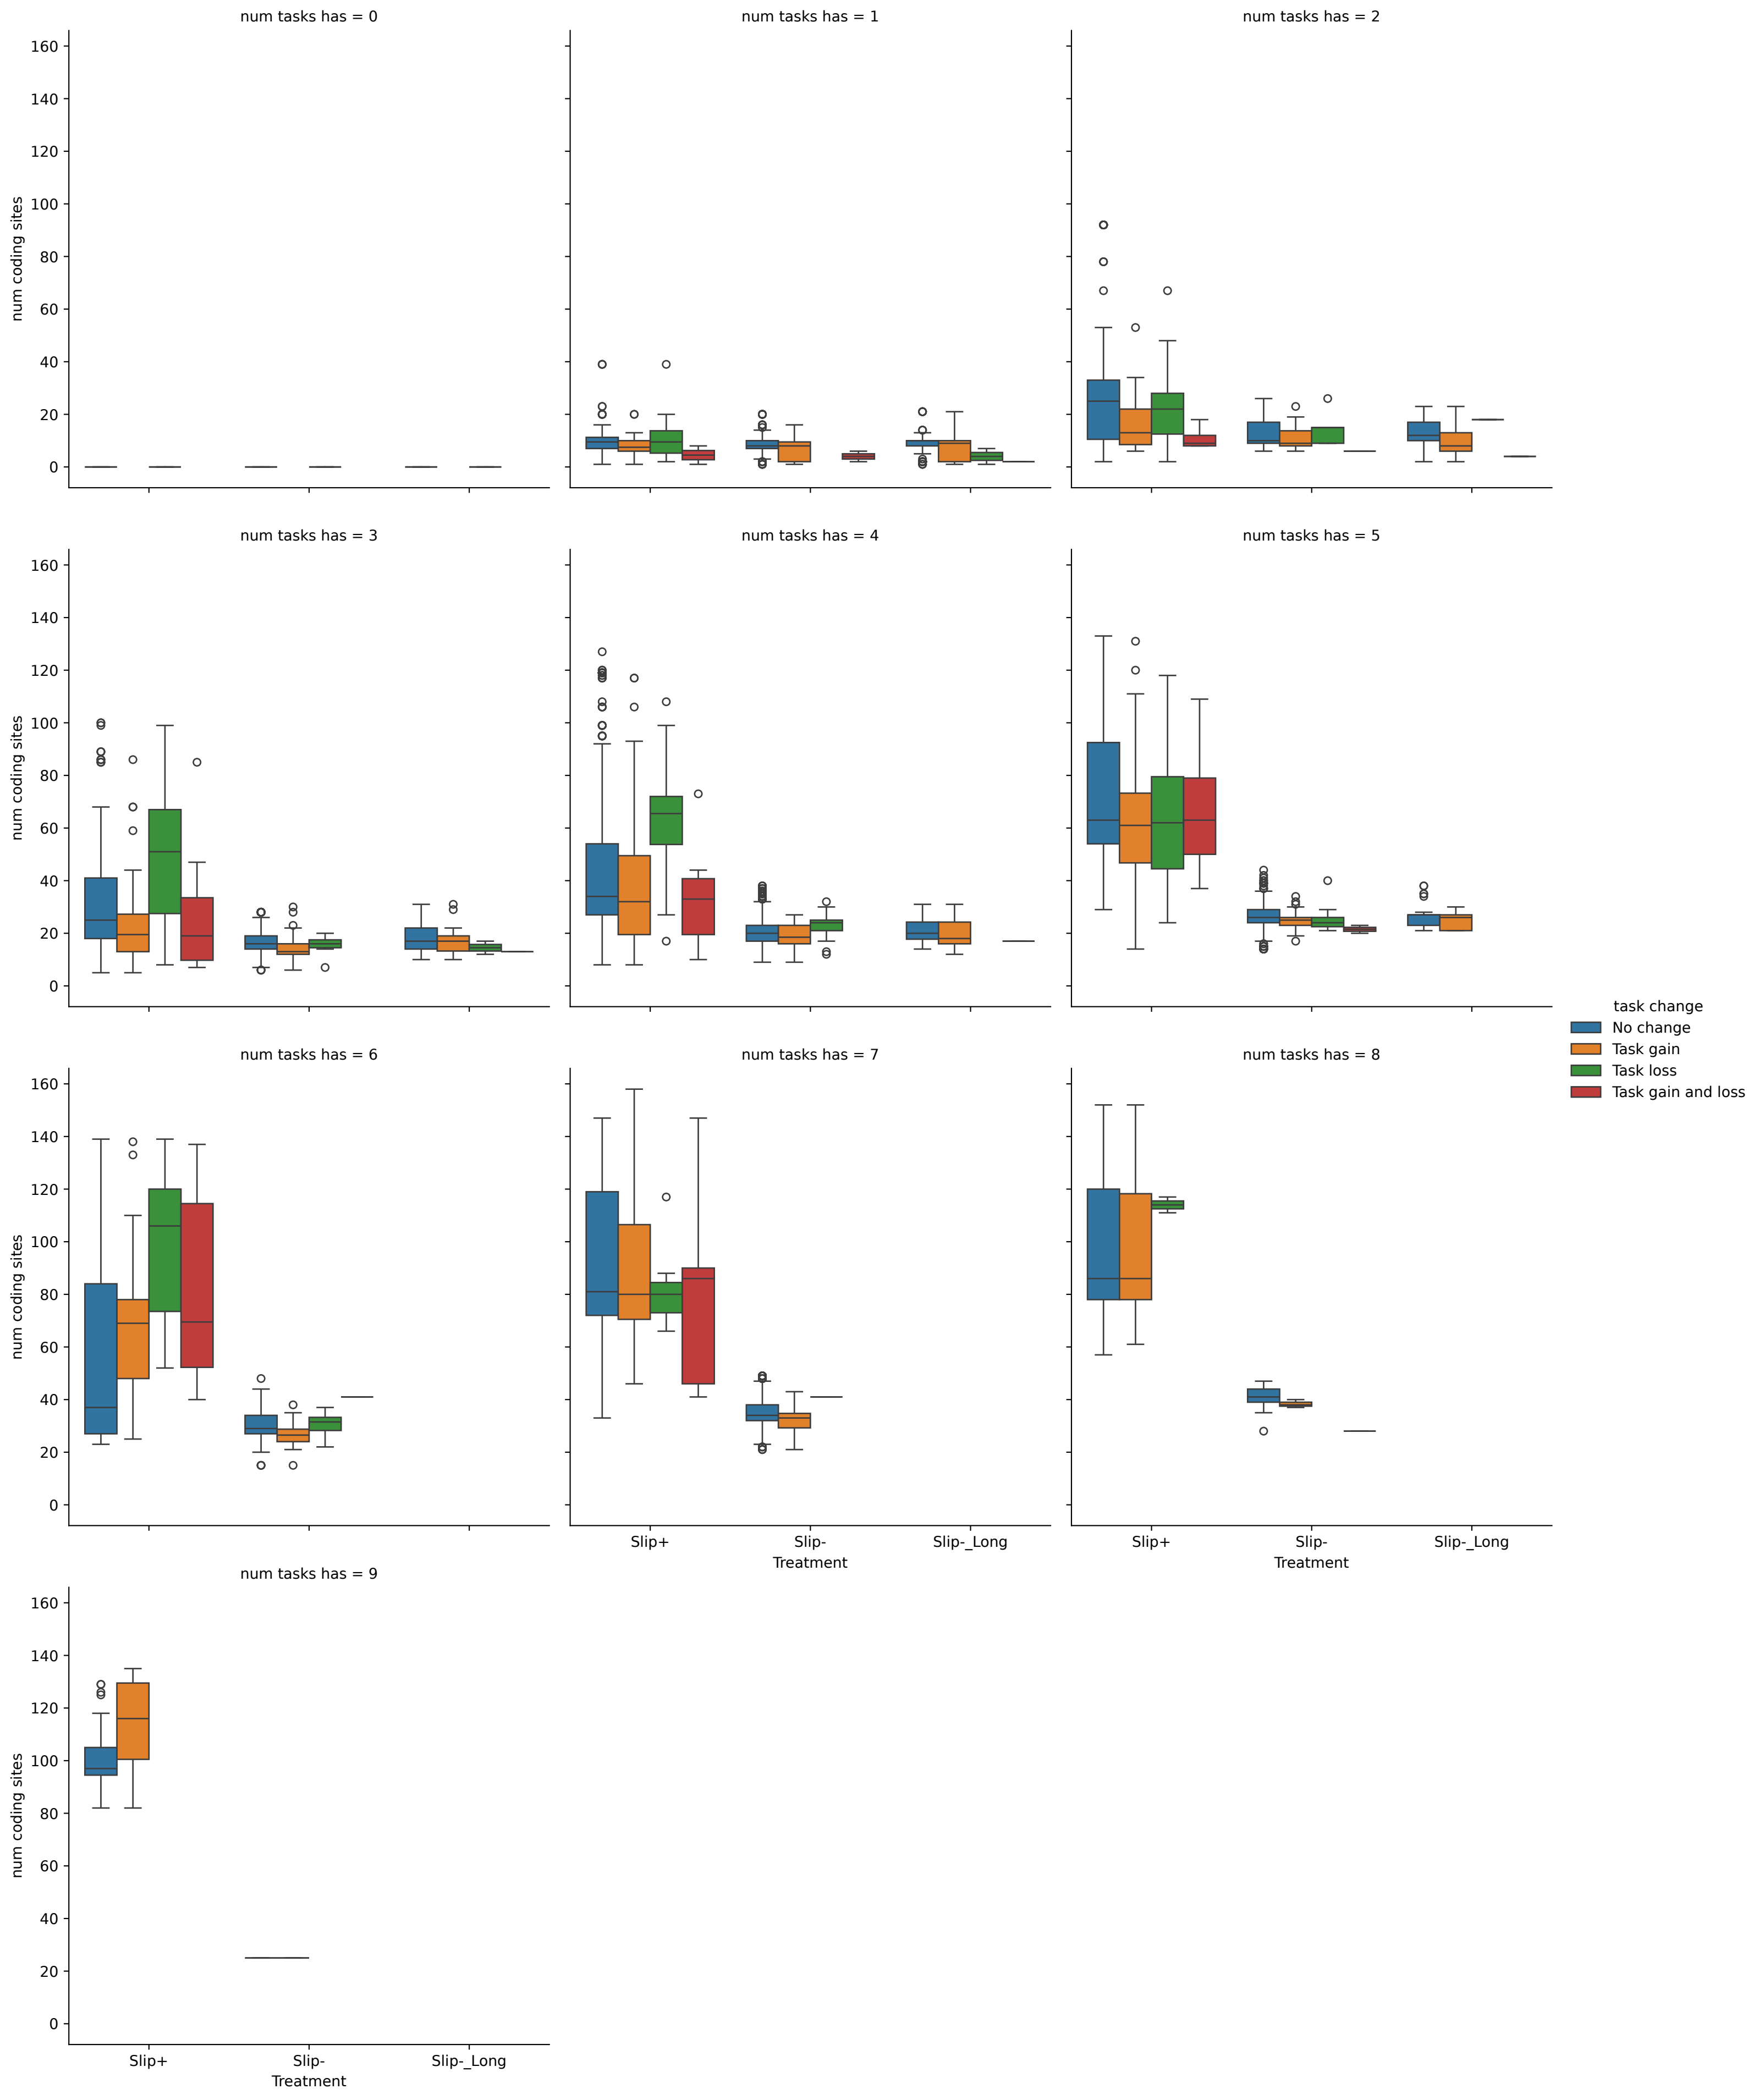 num tasks has = 0
num tasks has = 1
num tasks has = 2
160
140
120
100
80
60
40
20
0
num coding sites
num tasks has = 3
num tasks has = 4
num tasks has = 5
160
140
120
100
80
60
40
20
0
num coding sites
task change
No change
Task gain
Task loss
Task gain and loss
num tasks has = 6
num tasks has = 7
num tasks has = 8
160
140
120
100
80
60
40
20
0
num coding sites
Slip+ Slip- Slip-_Long
Treatment
Slip+ Slip- Slip-_Long
Treatment
num tasks has = 9
160
140
120
100
80
60
40
20
0
num coding sites
Slip+ Slip- Slip-_Long
Treatment